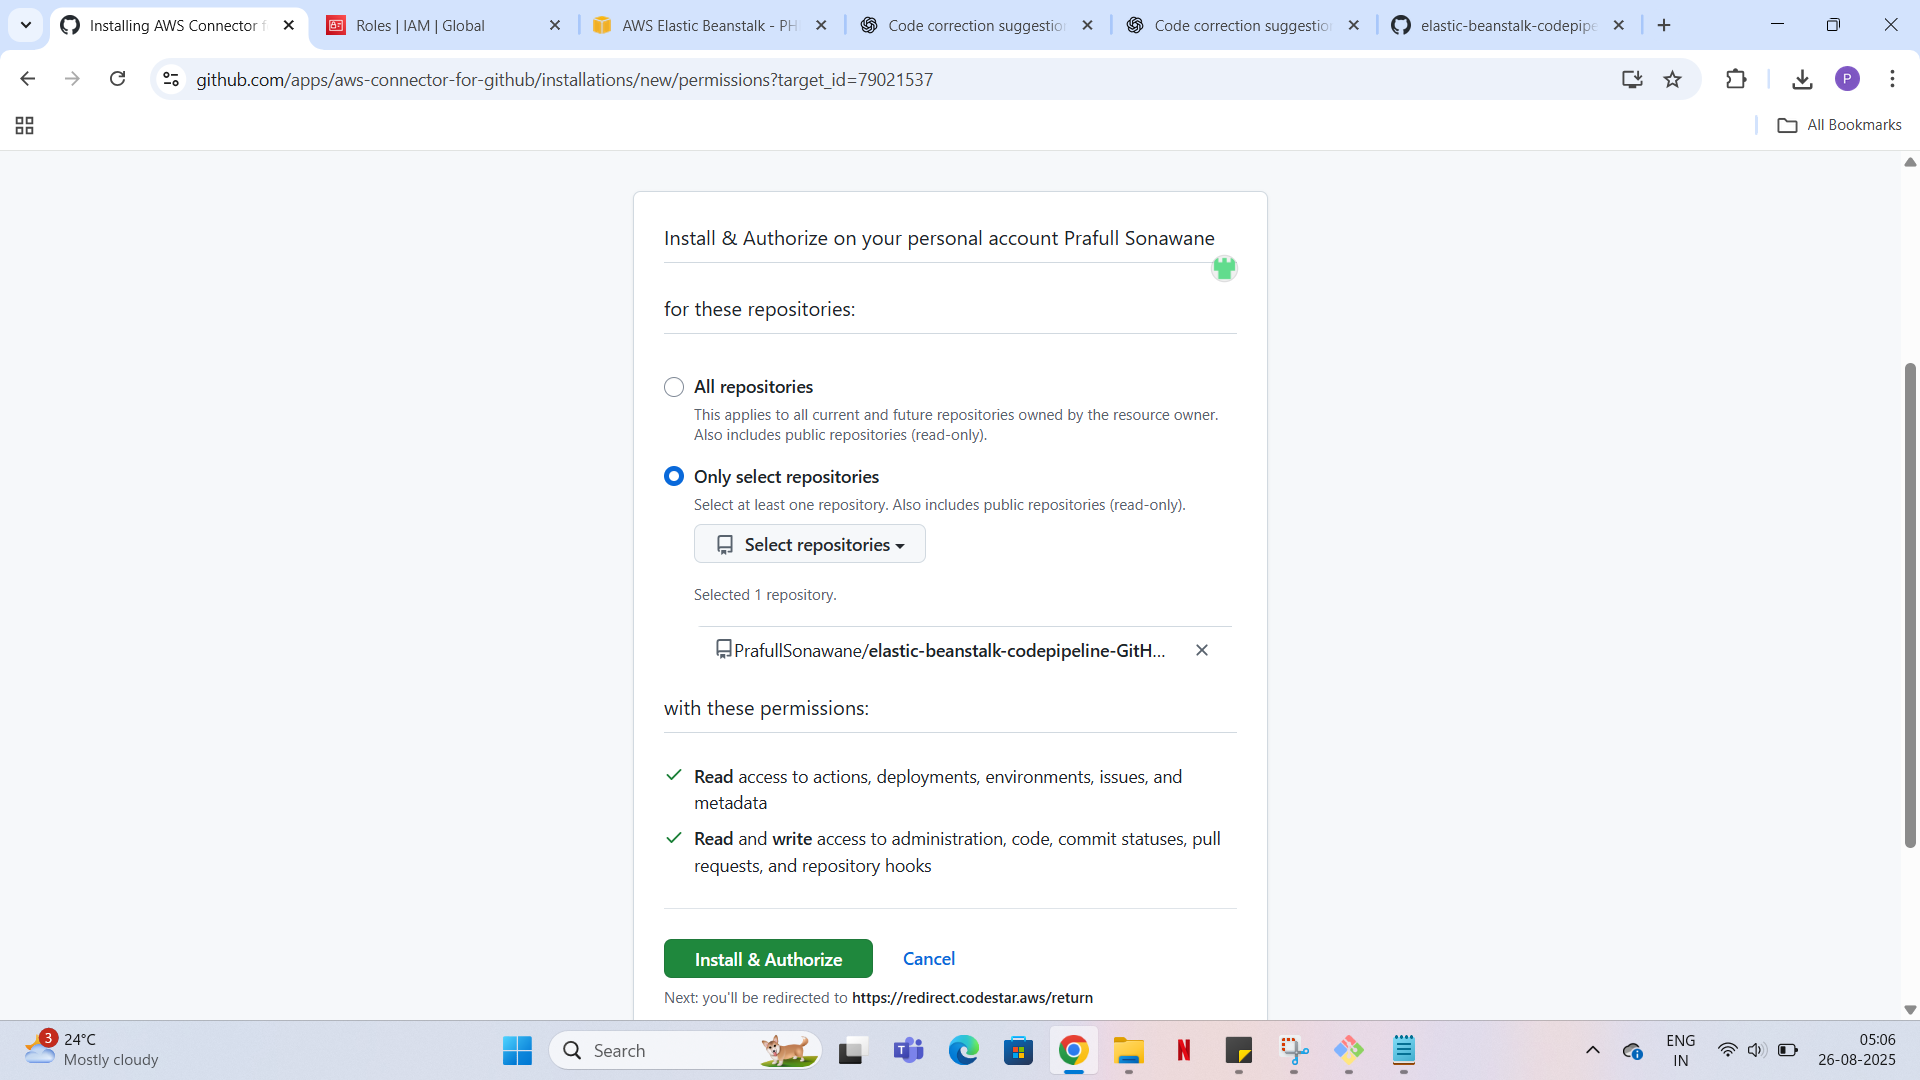 Installing AWS Connector f
Roles | IAM | Global
AWS Elastic Beanstalk - PH
Code correction suggestion
Code correction suggestion
elastic-beanstalk-codepipe
github.com/apps/aws-connector-for-github/installations/new/permissions?target_id=79021537
P
All Bookmarks
Install & Authorize on your personal account Prafull Sonawane
for these repositories:
All repositories
This applies to all current and future repositories owned by the resource owner.
Also includes public repositories (read-only).
Only select repositories
Select at least one repository. Also includes public repositories (read-only).
Select repositories
Selected 1 repository.
PrafullSonawane/elastic-beanstalk-codepipeline-GitH...
with these permissions:
Read access to actions, deployments, environments, issues, and
metadata
Read and write access to administration, code, commit statuses, pull
requests, and repository hooks
Install & Authorize
Cancel
Next: you'll be redirected to https://redirect.codestar.aws/return
3
24°C
Mostly cloudy
Search
N
ENG
IN
05:06
26-08-2025